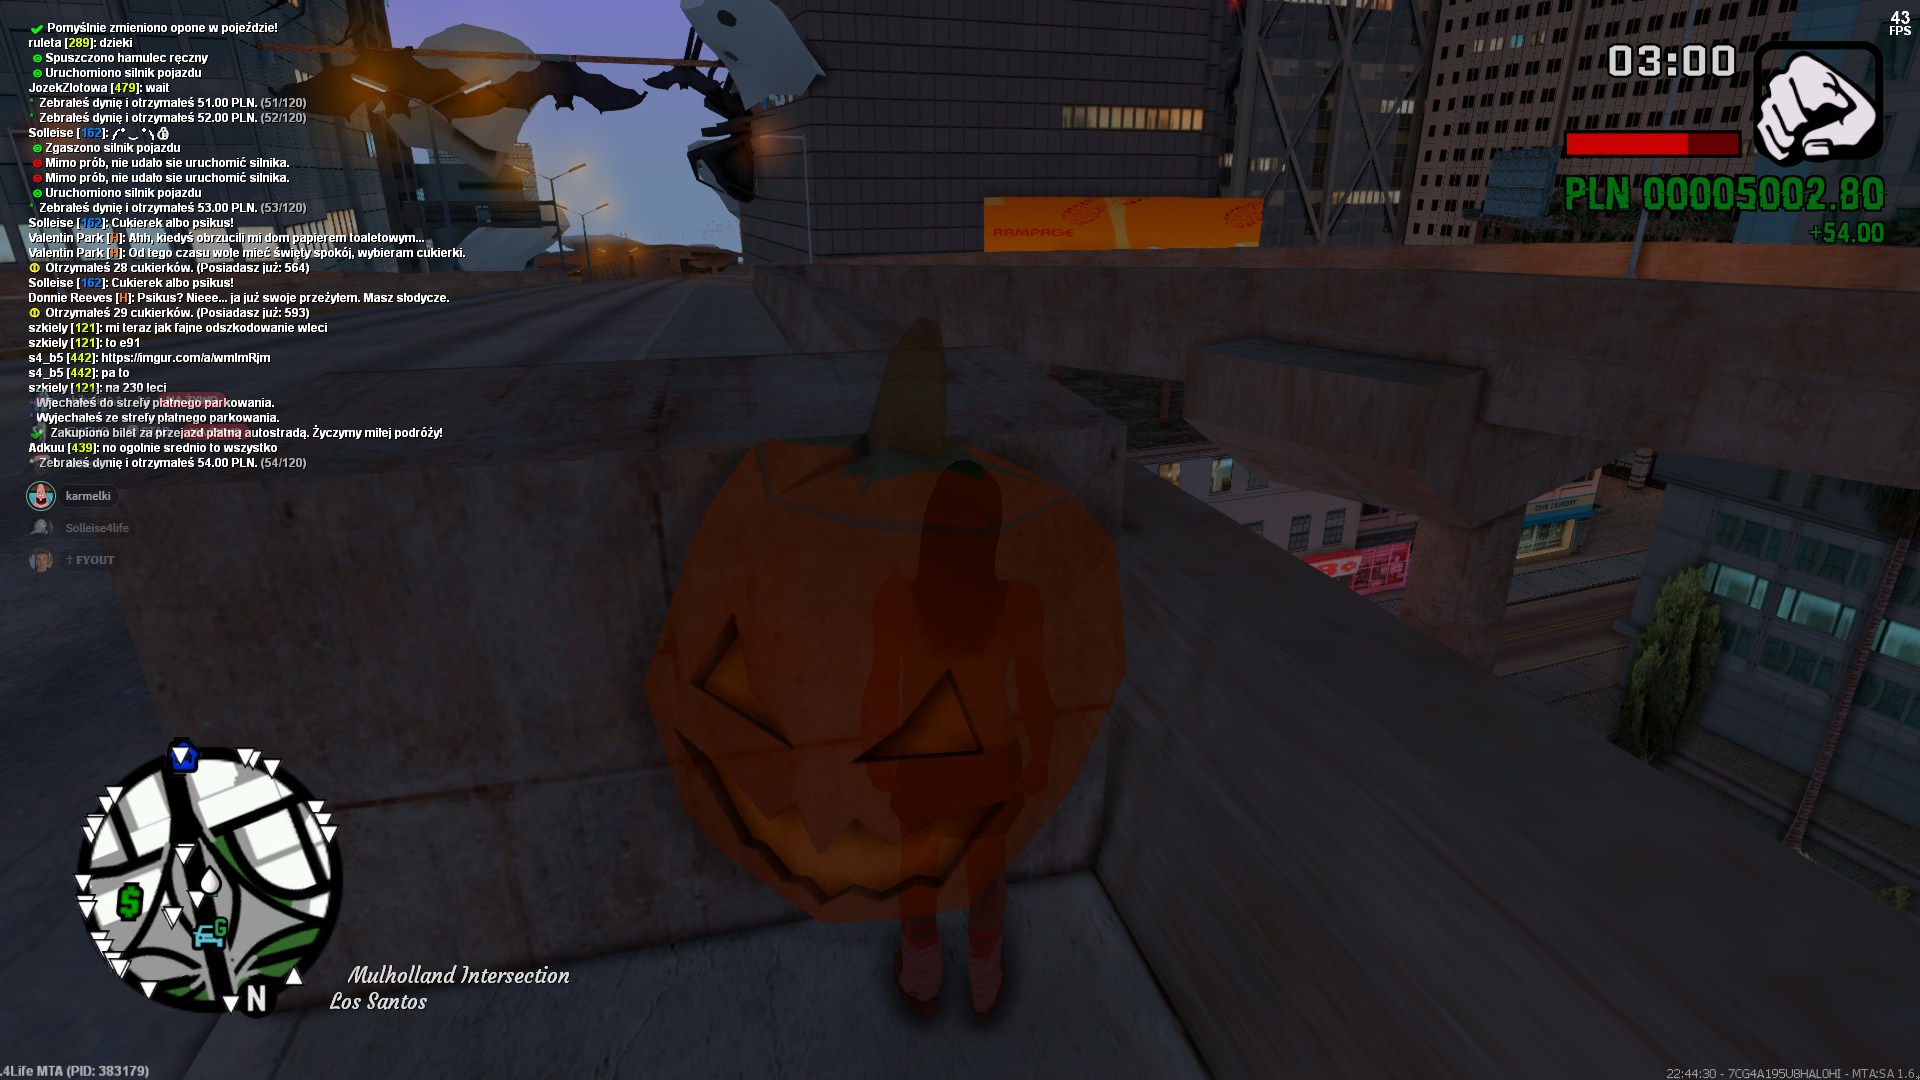 Pomyślnie zmieniono opone w pojeździe!
ruleta [289]: dzieki
Spuszczono hamulec ręczny
Uruchomiono silnik pojazdu
JozekZlotowa [479]: wait
* Zebrałeś dynię i otrzymałeś 51.00 PLN. (51/120)
* Zebrałeś dynię i otrzymałeś 52.00 PLN. (52/120)
Solleise [162]:
Zgaszono silnik pojazdu
Mimo prób, nie udało sie uruchomić silnika.
Mimo prób, nie udało sie uruchomić silnika.
Uruchomiono silnik pojazdu
* Zebrałeś dynię i otrzymałeś 53.00 PLN. (53/120)
Solleise [162]: Cukierek albo psikus!
Valentin Park [H]: Ahh, kiedyś obrzucili mi dom papierem toaletowym...
Valentin Park [H]: Od tego czasu wole mieć święty spokój, wybieram cukierki.
Otrzymałeś 28 cukierków. (Posiadasz już: 564)
Solleise [162]: Cukierek albo psikus!
Donnie Reeves [H]: Psikus? Nieee... ja już swoje przeżyłem. Masz słodycze.
Otrzymałeś 29 cukierków. (Posiadasz już: 593)
szkiely [121]: mi teraz jak fajne odszkodowanie wleci
szkiely [121]: to e91
s4_b5 [442]: https://imgur.com/a/wmlmRjm
s4_b5 [442]: pa to
szkiely [121]: na 230 leci
* Wjechałeś do strefy płatnego parkowania.
* Wyjechałeś ze strefy płatnego parkowania.
Zakupiono bilet za przejazd płatną autostradą. Życzymy miłej podróży!
Adkuu [439]: no ogolnie srednio to wszystko
* Zebrałeś dynię i otrzymałeś 54.00 PLN. (54/120)
karmelki
Solleise4life
† FYOUT
43
FPS
03:00
PLN 00005002.80
+54.00
RAMPAGE
COIN LAUNDRY
G
$
N
Mulholland Intersection
Los Santos
.4Life MTA (PID: 383179)
22:44:30 - 7CG4A195U8HAL0HI - MTA:SA 1.6